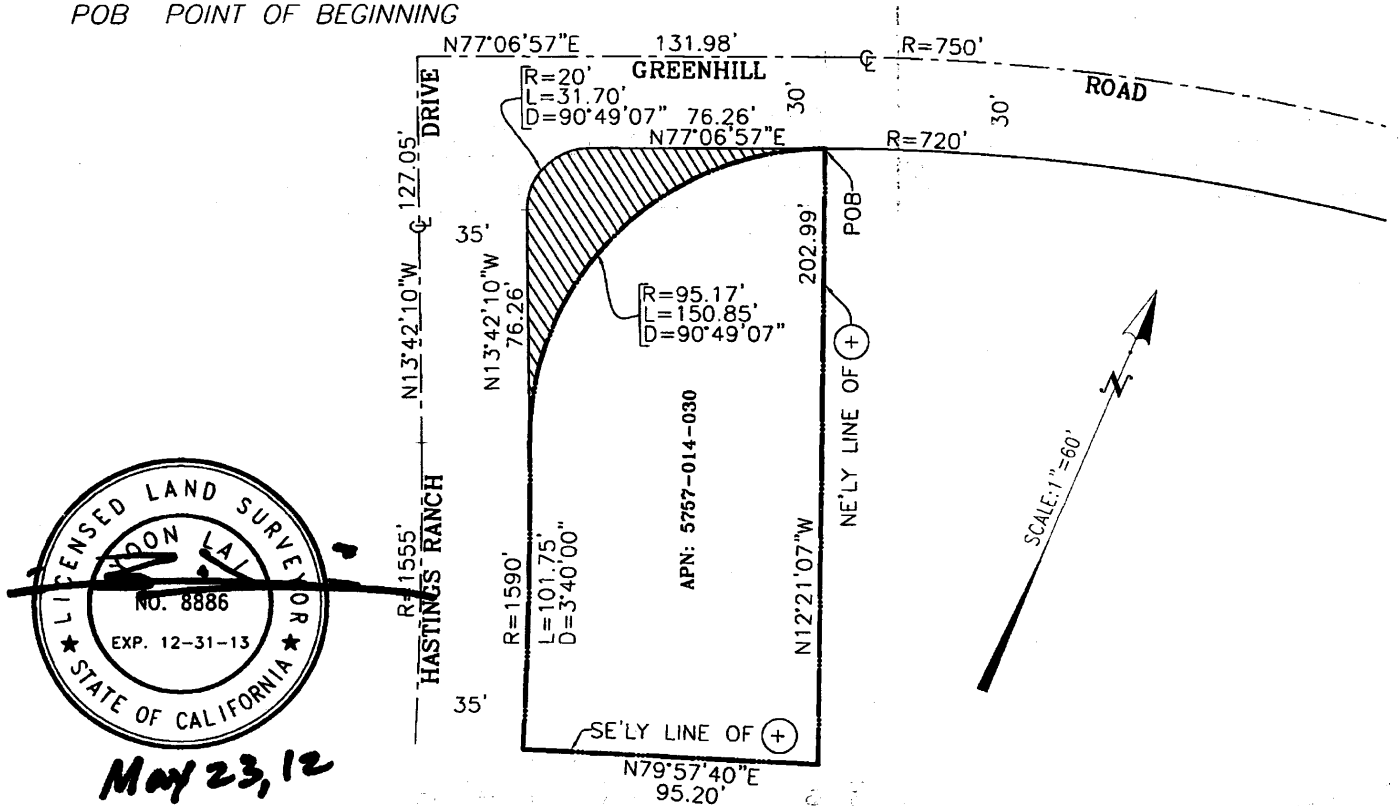 POB POINT OF BEGINNING
N77°06'57"E 131.98' ℄ R=750'
GREENHILL ROAD
R=20'
L=31.70'
D=90°49'07"
76.26'
N77°06'57"E
30'
30'
R=720'
DRIVE
127.05'
℄
35'
N13°42'10"W
N13°42'10"W
76.26'
POB
202.99'
R=95.17'
L=150.85'
D=90°49'07"
NE'LY LINE OF +
APN: 5757-014-030
N12°21'07"W
SCALE: 1"=60'
N
R=1555'
HASTINGS RANCH
R=1590'
L=101.75'
D=3°40'00"
35'
SE'LY LINE OF +
N79°57'40"E
95.20'
LICENSED LAND SURVEYOR
LAI
NO. 8886
EXP. 12-31-13
STATE OF CALIFORNIA
May 23, 12